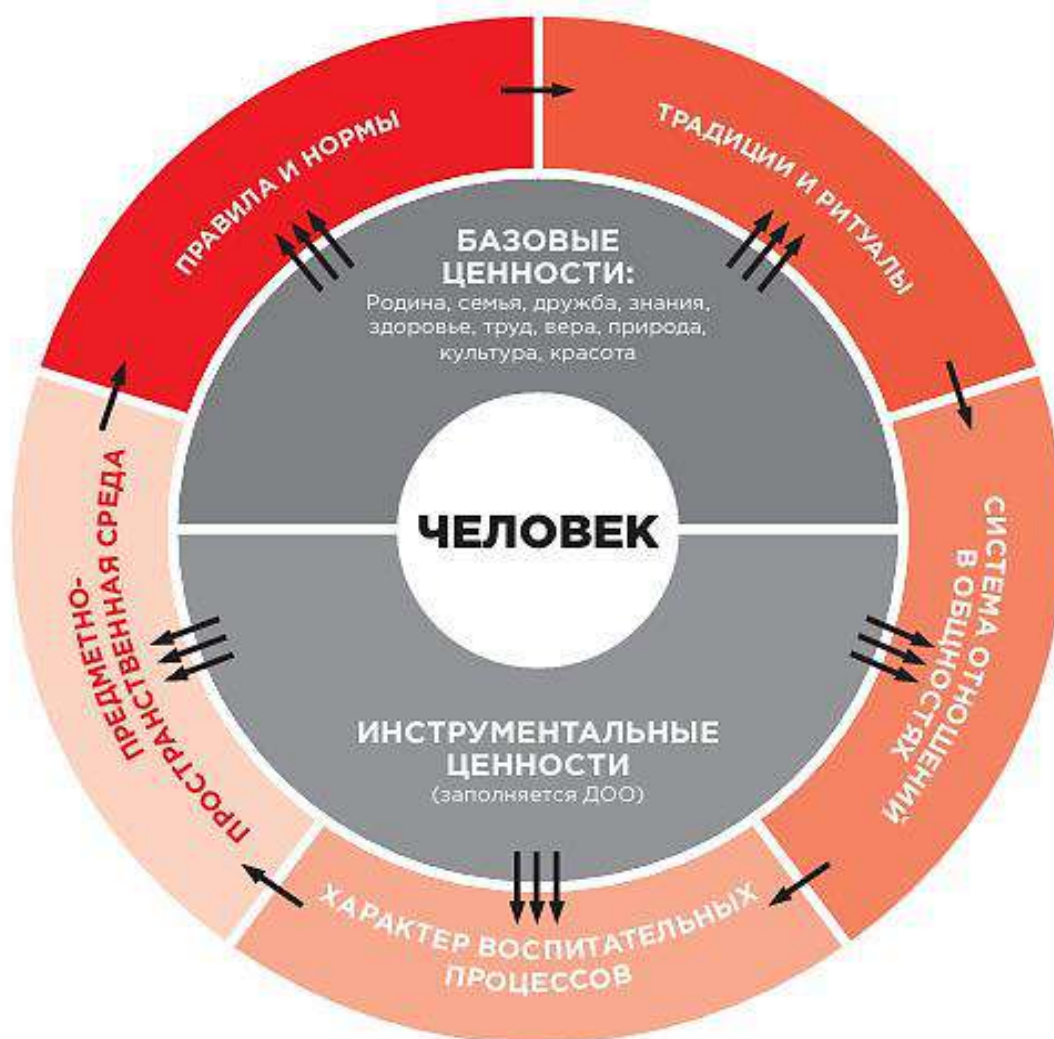 ПРАВИЛА И НОРМЫ
ТРАДИЦИИ И РИТУАЛЫ
БАЗОВЫЕ
ЦЕННОСТИ:
Родина, семья, дружба, знания,
здоровье, труд, вера, природа,
культура, красота
ЧЕЛОВЕК
СИСТЕМА ОТНОШЕНИЙ
В ОБЩНОСТЯХ
ПРЕДМЕТНО-
ПРОСТРАНСТВЕННАЯ СРЕДА
ИНСТРУМЕНТАЛЬНЫЕ
ЦЕННОСТИ
(заполняется ДОО)
ХАРАКТЕР ВОСПИТАТЕЛЬНЫХ
ПРОЦЕССОВ